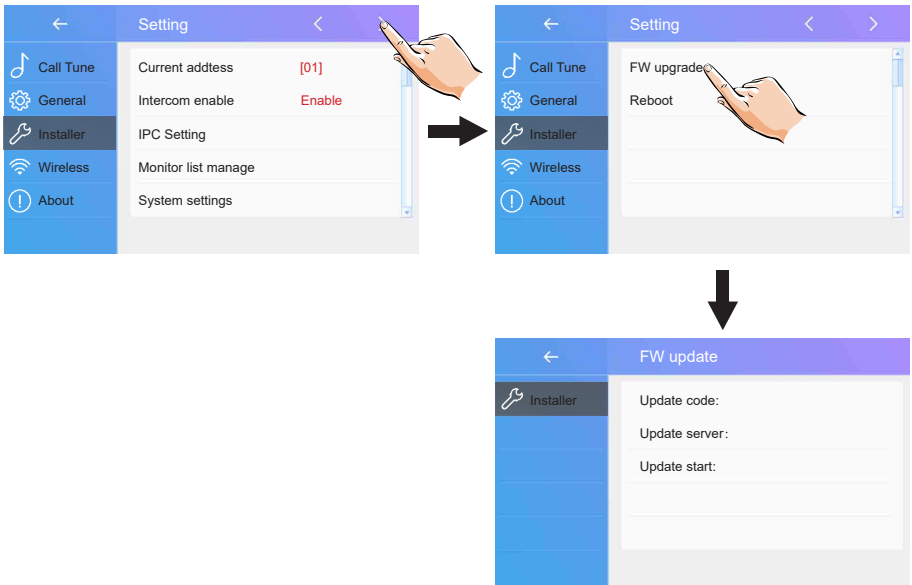 Setting
Call Tune
General
Installer
Wireless
About
Current addtess [01]
Intercom enable Enable
IPC Setting
Monitor list manage
System settings
Setting
Call Tune
General
Installer
Wireless
About
FW upgrade
Reboot
FW update
Installer
Update code:
Update server:
Update start: